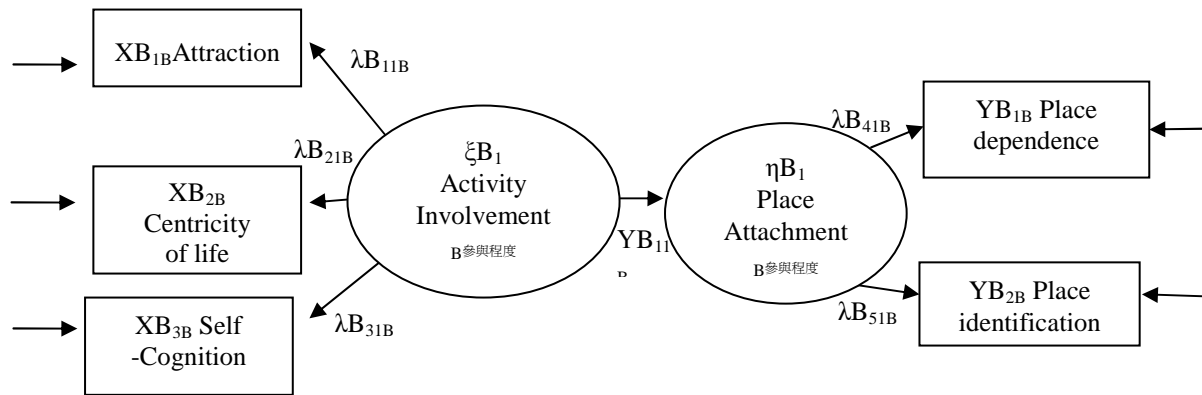 XB₁BAttraction
λB₁₁B
λB₂₁B
XB₂B
Centricity
of life
λB₃₁B
XB₃B Self
-Cognition
ξB₁
Activity
Involvement
B參與程度
YB₁₁
B
ηB₁
Place
Attachment
B參與程度
λB₄₁B
YB₁B Place
dependence
λB₅₁B
YB₂B Place
identification